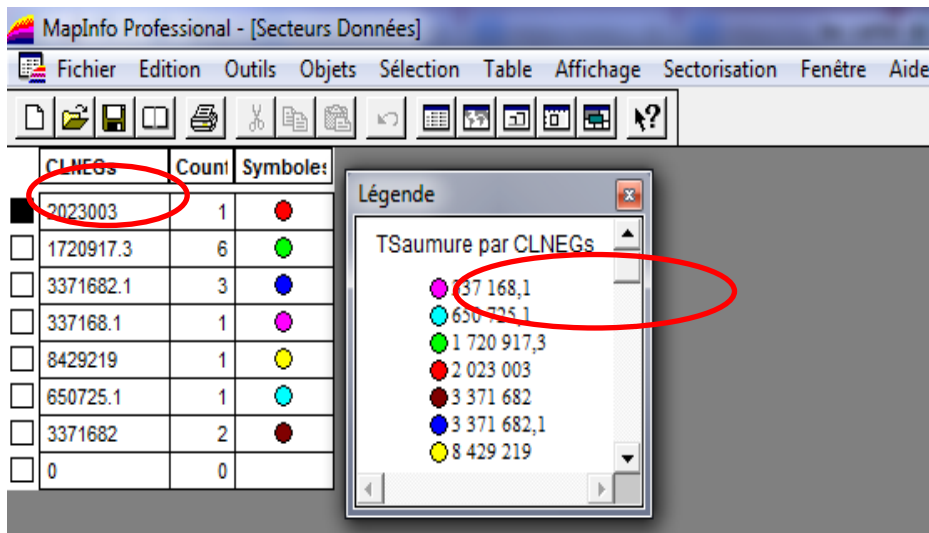 MapInfo Professional - [Secteurs Données]
Fichier Edition Outils Objets Sélection Table Affichage Sectorisation Fenêtre Aide
CLNEGs Count Symboles
2023003 1
1720917.3 6
3371682.1 3
337168.1 1
8429219 1
650725.1 1
3371682 2
0 0
Légende
TSaumure par CLNEGs
337 168,1
650 725,1
1 720 917,3
2 023 003
3 371 682
3 371 682,1
8 429 219